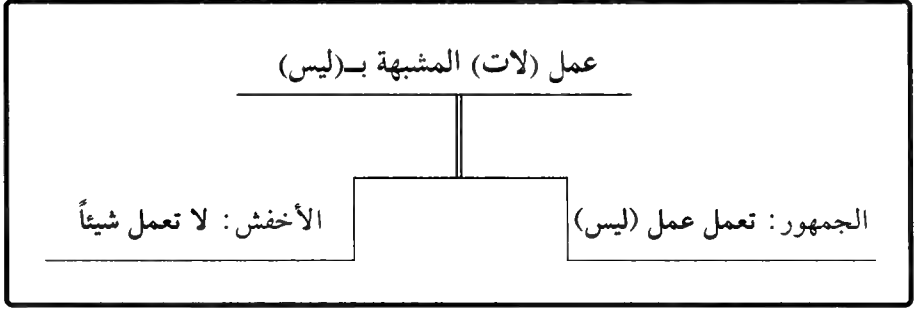 عمل (لات) المشبهة بـ(ليس)
الجمهور: تعمل عمل (ليس)
الأخفش: لا تعمل شيئاً